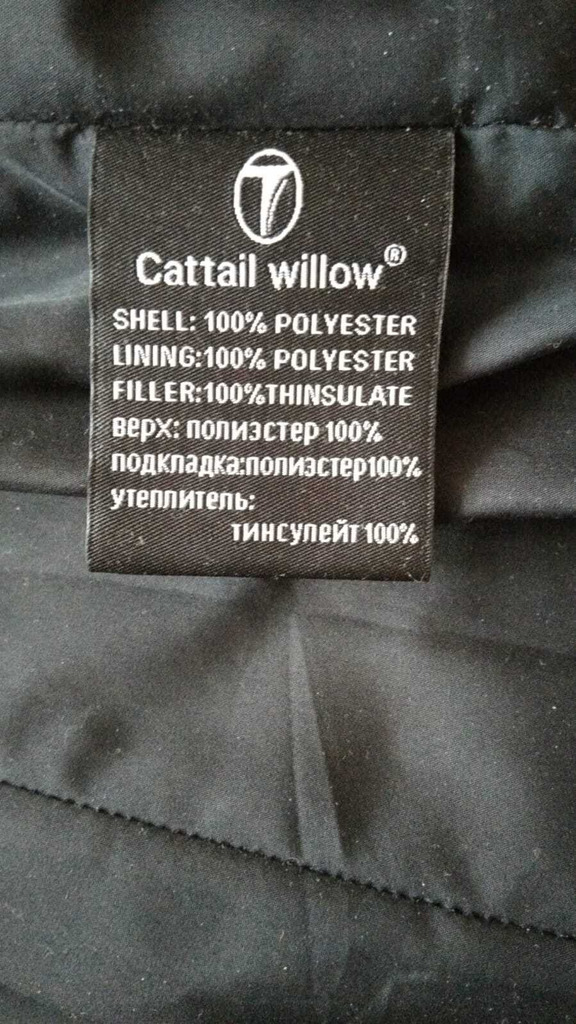 T
Cattail willow®
SHELL: 100% POLYESTER
LINING:100% POLYESTER
FILLER:100%THINSULATE
верх: полиэстер 100%
подкладка:полиэстер100%
утеплитель:
тинсулейт 100%